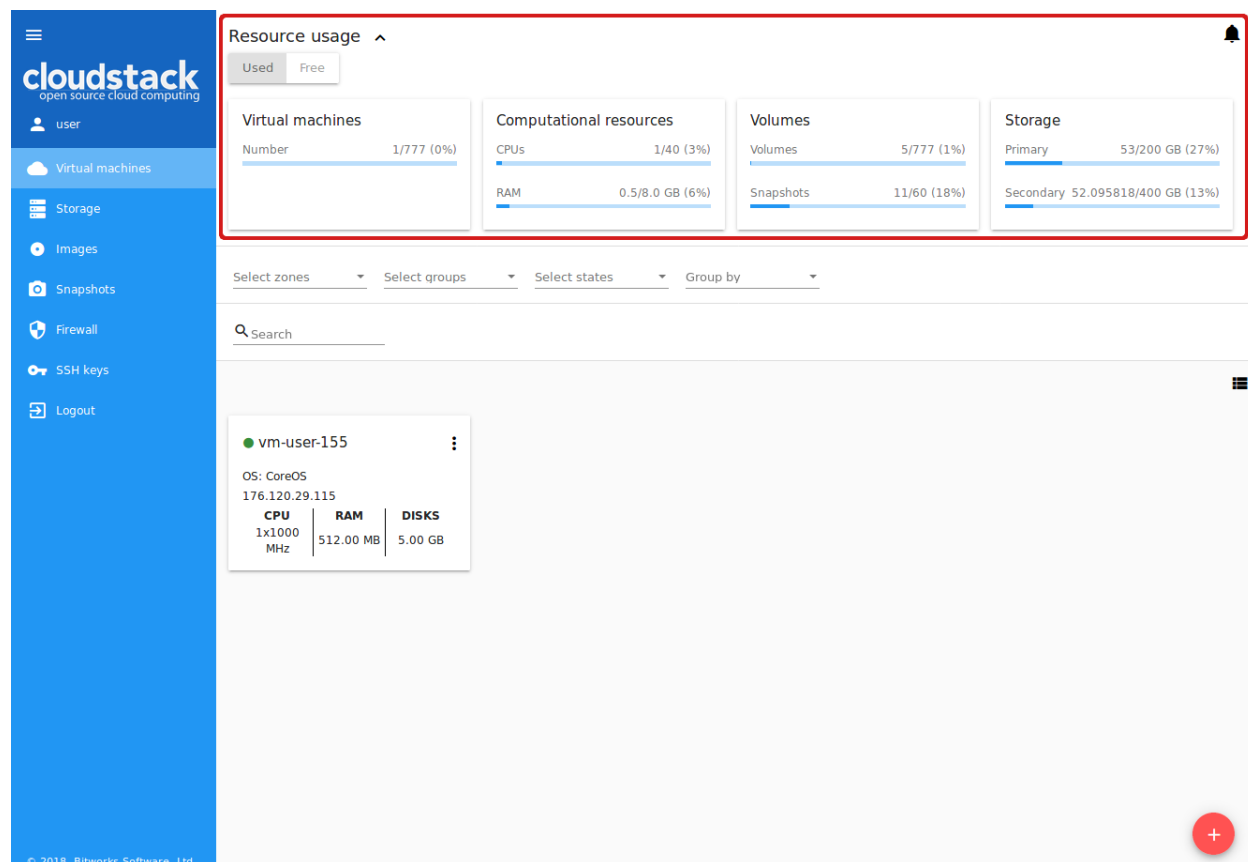 cloudstack
open source cloud computing
user
Virtual machines
Storage
Images
Snapshots
Firewall
SSH keys
Logout
© 2018, Bitworks Software, Ltd
Resource usage
Used Free
Virtual machines
Number 1/777 (0%)
Computational resources
CPUs 1/40 (3%)
RAM 0.5/8.0 GB (6%)
Volumes
Volumes 5/777 (1%)
Snapshots 11/60 (18%)
Storage
Primary 53/200 GB (27%)
Secondary 52.095818/400 GB (13%)
Select zones Select groups Select states Group by
Search
vm-user-155
OS: CoreOS
176.120.29.115
CPU RAM DISKS
1x1000 MHz 512.00 MB 5.00 GB